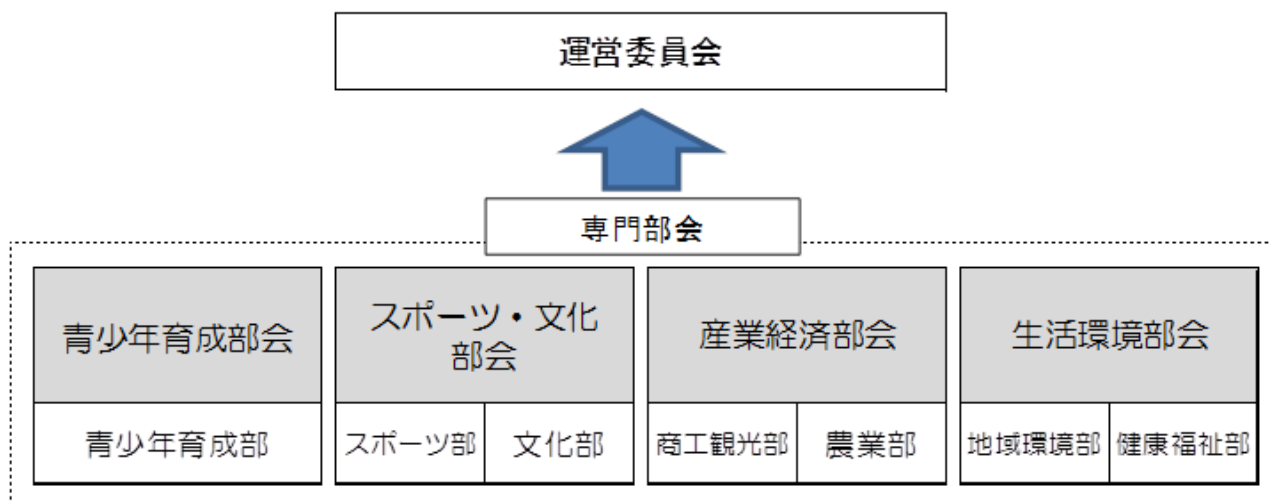 運営委員会
専門部会
青少年育成部会
スポーツ・文化
部会
産業経済部会
生活環境部会
青少年育成部
スポーツ部
文化部
商工観光部
農業部
地域環境部
健康福祉部